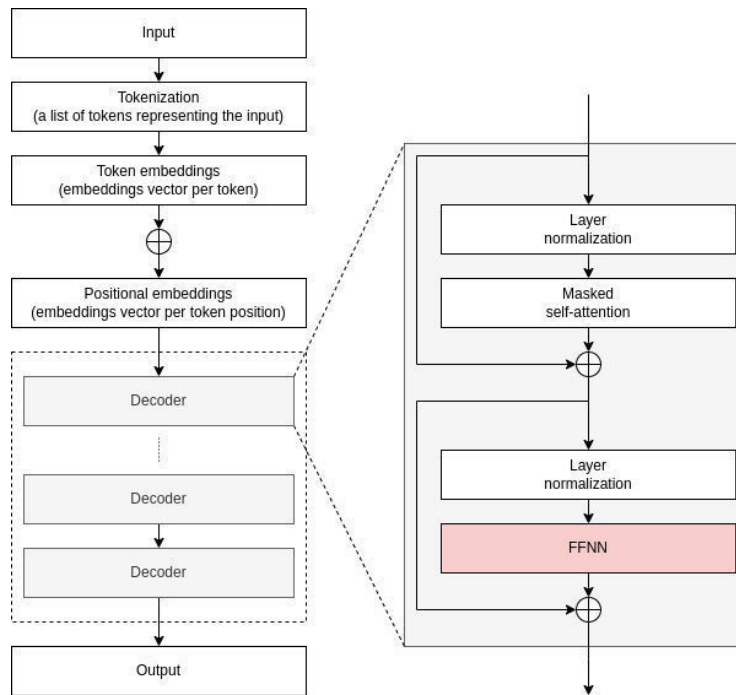 Input
Tokenization
(a list of tokens representing the input)
Token embeddings
(embeddings vector per token)
Positional embeddings
(embeddings vector per token position)
Decoder
Decoder
Decoder
Output
Layer
normalization
Masked
self-attention
Layer
normalization
FFNN